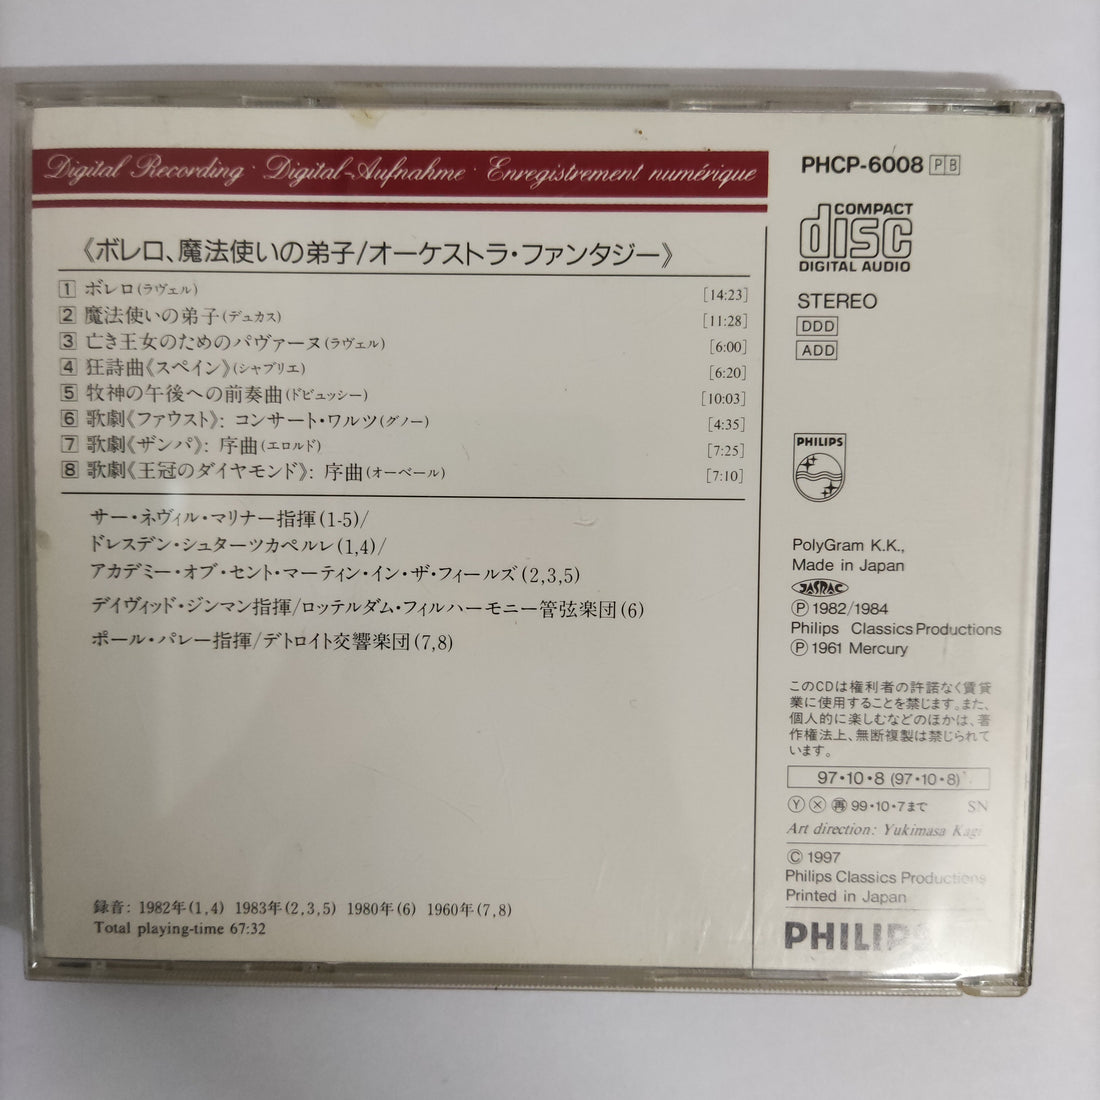 Digital Recording · Digital-Aufnahme · Enregistrement numérique
《ボレロ、魔法使いの弟子/オーケストラ・ファンタジー》
1 ボレロ(ラヴェル) [14:23]
2 魔法使いの弟子(デュカス) [11:28]
3 亡き王女のためのパヴァーヌ(ラヴェル) [6:00]
4 狂詩曲《スペイン》(シャブリエ) [6:20]
5 牧神の午後への前奏曲(ドビュッシー) [10:03]
6 歌劇《ファウスト》: コンサート・ワルツ(グノー) [4:35]
7 歌劇《ザンパ》: 序曲(エロルド) [7:25]
8 歌劇《王冠のダイヤモンド》: 序曲(オーベール) [7:10]
サー・ネヴィル・マリナー指揮(1-5)/
ドレスデン・シュターツカペルレ(1,4)/
アカデミー・オブ・セント・マーティン・イン・ザ・フィールズ(2,3,5)
デイヴィッド・ジンマン指揮/ロッテルダム・フィルハーモニー管弦楽団(6)
ポール・パレー指揮/デトロイト交響楽団(7,8)
録音: 1982年(1,4) 1983年(2,3,5) 1980年(6) 1960年(7,8)
Total playing-time 67:32
PHCP-6008 PB
COMPACT
disc
DIGITAL AUDIO
STEREO
DDD
ADD
PHILIPS
PolyGram K.K.,
Made in Japan
JASRAC
Ⓟ 1982/1984
Philips Classics Productions
Ⓟ 1961 Mercury
このCDは権利者の許諾なく賃貸
業に使用することを禁じます。また、
個人的に楽しむなどのほかは、著
作権法上、無断複製は禁じられて
います。
97・10・8 (97・10・8)
Ⓨ ⓧ 再 99・10・7まで SN
Art direction: Yukimasa Kagi
© 1997
Philips Classics Productions
Printed in Japan
PHILIPS